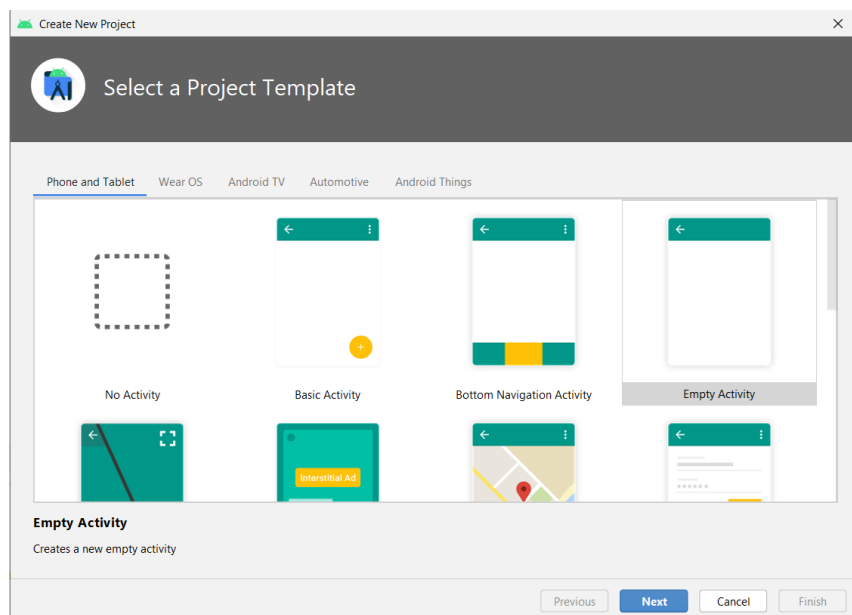 Create New Project
Select a Project Template
Phone and Tablet Wear OS Android TV Automotive Android Things
No Activity Basic Activity Bottom Navigation Activity Empty Activity
Interstitial Ad
Empty Activity
Creates a new empty activity
Previous Next Cancel Finish